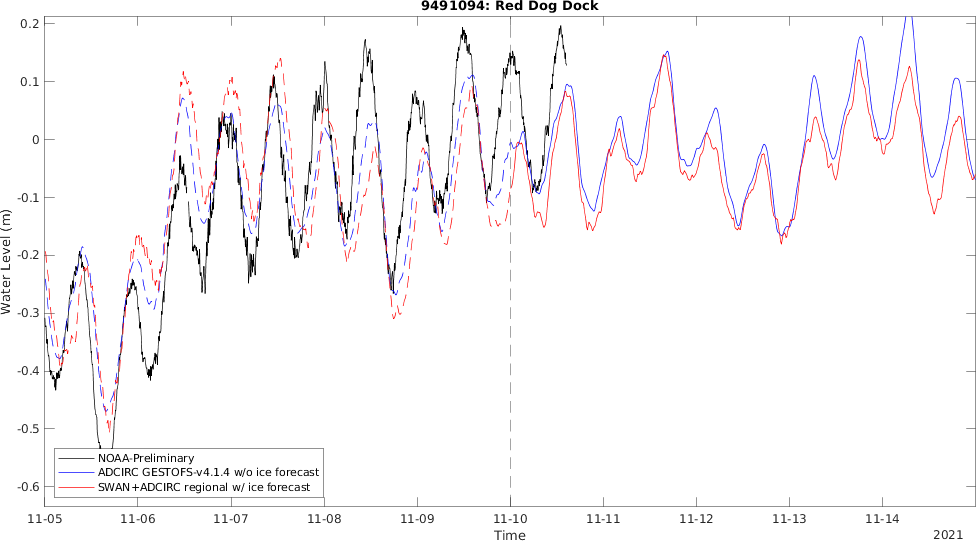 9491094: Red Dog Dock
Water Level (m)
0.2
0.1
0
-0.1
-0.2
-0.3
-0.4
-0.5
-0.6
NOAA-Preliminary
ADCIRC GESTOFS-v4.1.4 w/o ice forecast
SWAN+ADCIRC regional w/ ice forecast
11-05 11-06 11-07 11-08 11-09 11-10 11-11 11-12 11-13 11-14
Time
2021